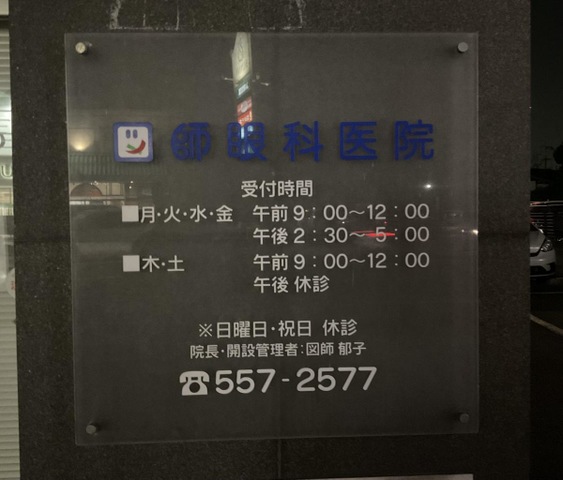 図師眼科医院
受付時間
■月・火・水・金 午前 9:00〜12:00
午後 2:30〜5:00
■木・土 午前 9:00〜12:00
午後 休診
※日曜日・祝日 休診
院長・開設管理者:図師 郁子
☎557-2577